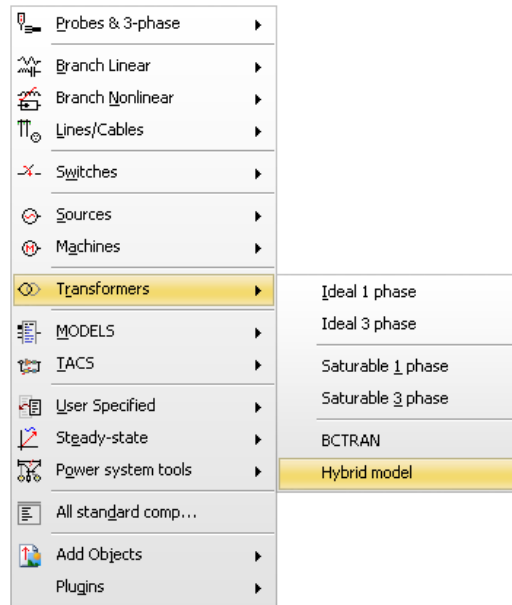 Probes & 3-phase
Branch Linear
Branch Nonlinear
Lines/Cables
Switches
Sources
Machines
Transformers
Ideal 1 phase
Ideal 3 phase
MODELS
TACS
Saturable 1 phase
Saturable 3 phase
User Specified
Steady-state
BCTRAN
Power system tools
Hybrid model
All standard comp...
Add Objects
Plugins